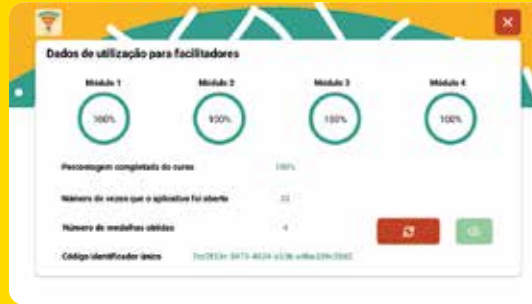 Dados de utilização para facilitadores
Módulo 1 Módulo 2 Módulo 3 Módulo 4
100% 100% 100% 100%
Percentagem completada do curso 100%
Número de vezes que o aplicativo foi aberto
Número de medalhas obtidas 4
Código identificador único